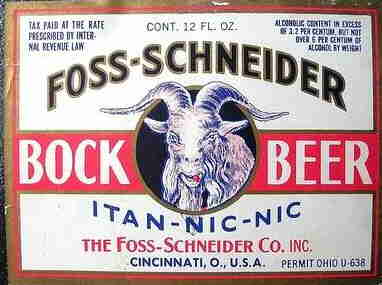 TAX PAID AT THE RATE
PRESCRIBED BY INTER-
NAL REVENUE LAW
CONT. 12 FL. OZ.
ALCOHOLIC CONTENT IN EXCESS
OF 3.2 PER CENTUM, BUT NOT
OVER 6 PER CENTUM OF
ALCOHOL BY WEIGHT
FOSS-SCHNEIDER
BOCK BEER
ITAN-NIC-NIC
THE FOSS-SCHNEIDER CO. INC.
CINCINNATI, O., U.S.A. PERMIT OHIO U-638